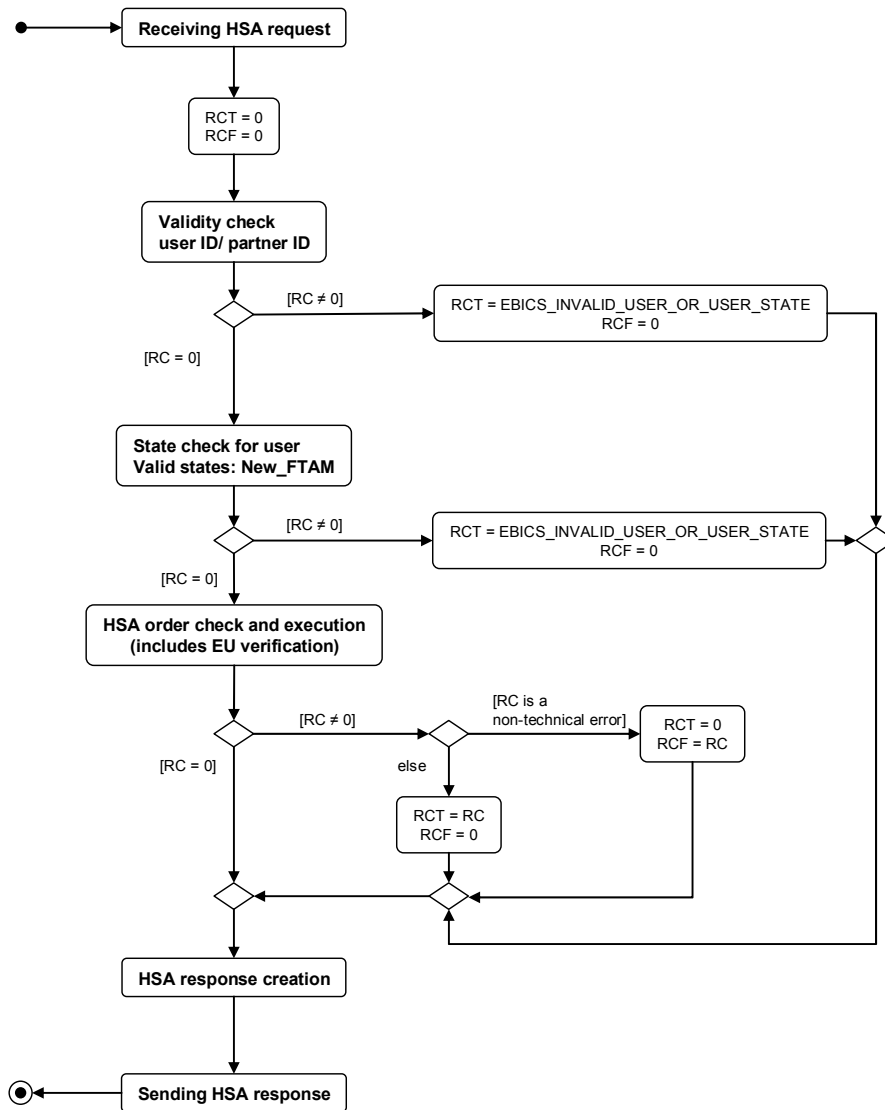 Receiving HSA request
RCT = 0
RCF = 0
Validity check
user ID/ partner ID
[RC ≠ 0]
RCT = EBICS_INVALID_USER_OR_USER_STATE
RCF = 0
[RC = 0]
State check for user
Valid states: New_FTAM
[RC ≠ 0]
RCT = EBICS_INVALID_USER_OR_USER_STATE
RCF = 0
[RC = 0]
HSA order check and execution
(includes EU verification)
[RC ≠ 0]
[RC is a
non-technical error]
RCT = 0
RCF = RC
[RC = 0]
else
RCT = RC
RCF = 0
HSA response creation
Sending HSA response